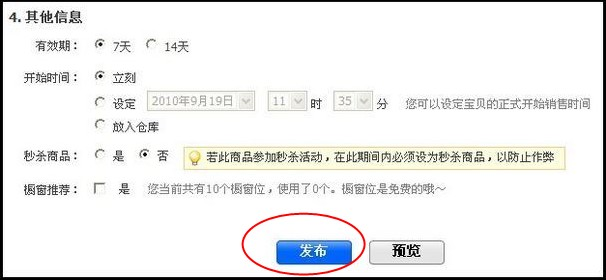 4. 其他信息
有效期： 7天 14天
开始时间： 立刻
设定 2010年9月19日 11 时 35 分 您可以设定宝贝的正式开始销售时间
放入仓库
秒杀商品： 是 否 若此商品参加秒杀活动，在此期间内必须设为秒杀商品，以防止作弊
橱窗推荐： 是 您当前共有10个橱窗位，使用了0个。橱窗位是免费的哦～
发布 预览